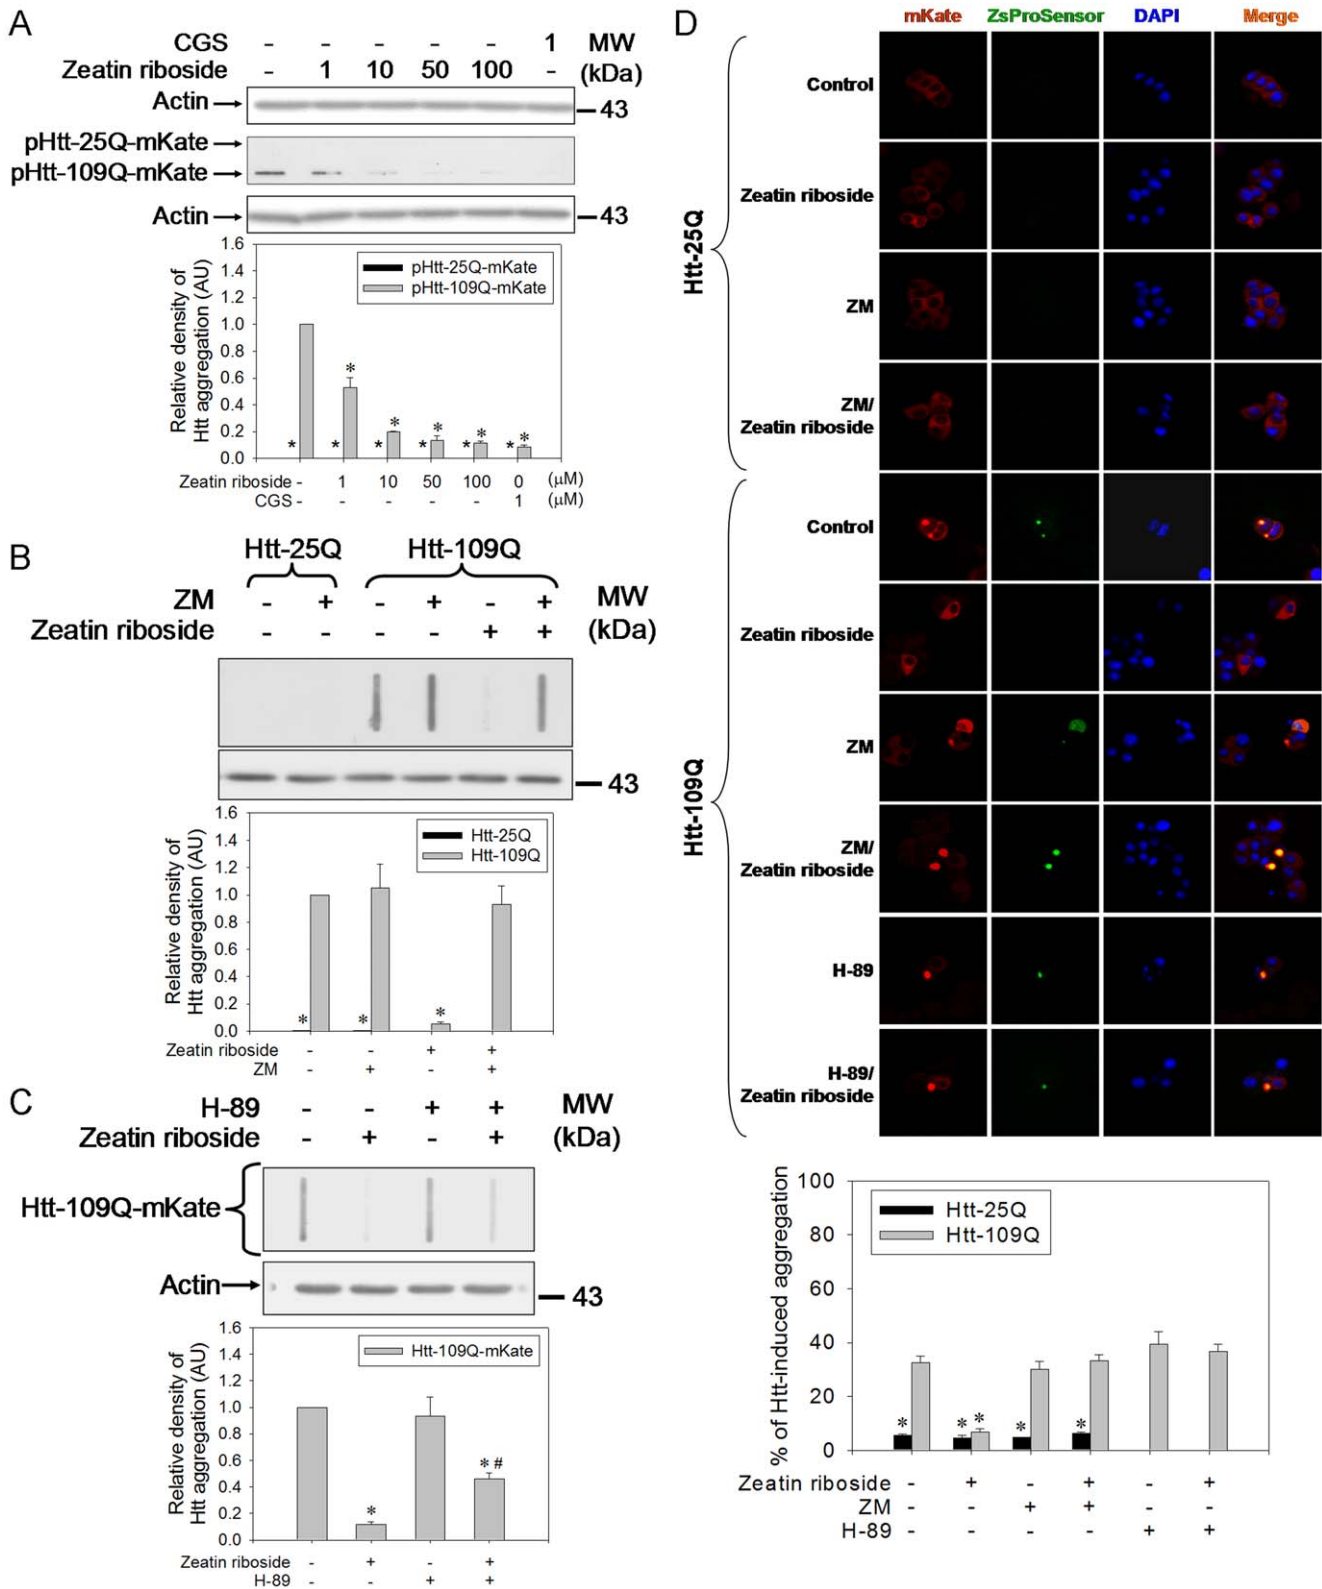 A
CGS - - - - - 1 MW
Zeatin riboside - 1 10 50 100 - (kDa)
Actin 43
pHtt-25Q-mKate
pHtt-109Q-mKate
Actin 43
Relative density of
Htt aggregation (AU)
1.6
1.4
1.2
1.0
0.8
0.6
0.4
0.2
0.0
pHtt-25Q-mKate
pHtt-109Q-mKate
*
* * * * * * * * * *
Zeatin riboside - 1 10 50 100 0 (μM)
CGS - - - - - 1 (μM)
B
Htt-25Q Htt-109Q
ZM - + - + - + MW
Zeatin riboside - - - - + + (kDa)
43
Relative density of
Htt aggregation (AU)
1.6
1.4
1.2
1.0
0.8
0.6
0.4
0.2
0.0
Htt-25Q
Htt-109Q
* * *
Zeatin riboside - - + +
ZM - + - +
C
H-89 - - + + MW
Zeatin riboside - + - + (kDa)
Htt-109Q-mKate
Actin 43
Relative density of
Htt aggregation (AU)
1.6
1.4
1.2
1.0
0.8
0.6
0.4
0.2
0.0
Htt-109Q-mKate
* * #
Zeatin riboside - + - +
H-89 - - + +
D
mKate ZsProSensor DAPI Merge
Htt-25Q
Control
Zeatin riboside
ZM
ZM/
Zeatin riboside
Htt-109Q
Control
Zeatin riboside
ZM
ZM/
Zeatin riboside
H-89
H-89/
Zeatin riboside
% of Htt-induced aggregation
100
80
60
40
20
0
Htt-25Q
Htt-109Q
* * * * *
Zeatin riboside - + - + - +
ZM - - + + - -
H-89 - - - - + +